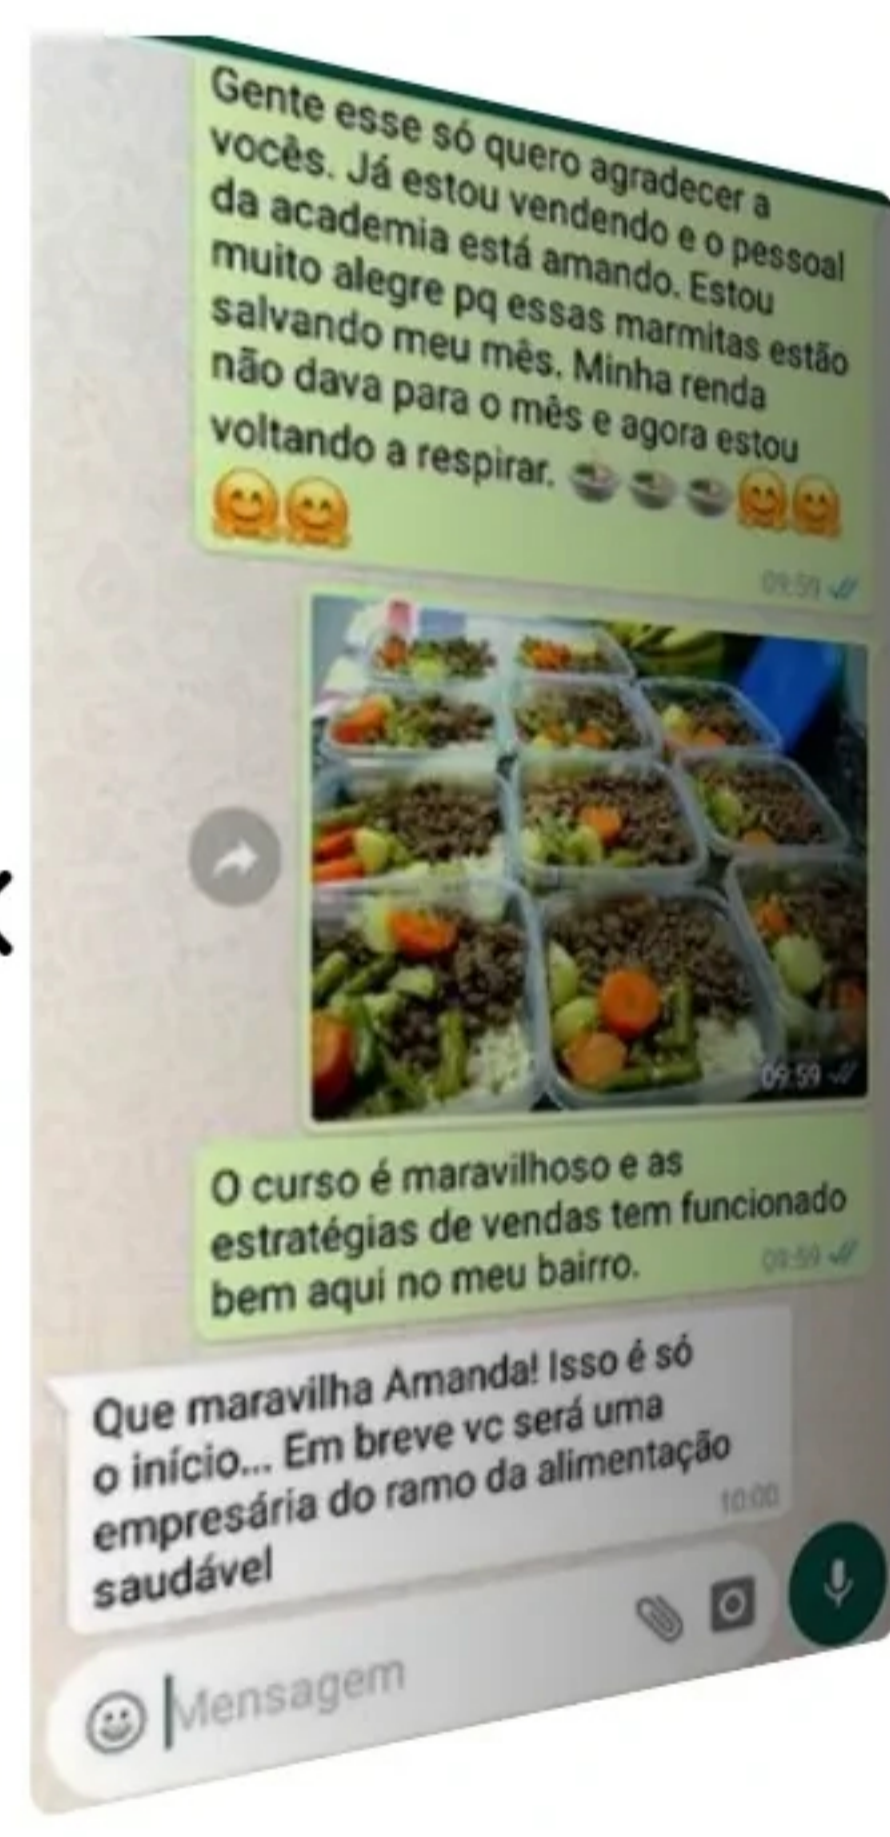 Gente esse só quero agradecer a
vocês. Já estou vendendo e o pessoal
da academia está amando. Estou
muito alegre pq essas marmitas estão
salvando meu mês. Minha renda
não dava para o mês e agora estou
voltando a respirar. 🍲🍲🍲🤗🤗
🤗🤗
09:59
09:59
O curso é maravilhoso e as
estratégias de vendas tem funcionado
bem aqui no meu bairro.
09:59
Que maravilha Amanda! Isso é só
o início... Em breve vc será uma
empresária do ramo da alimentação
saudável
10:00
Mensagem